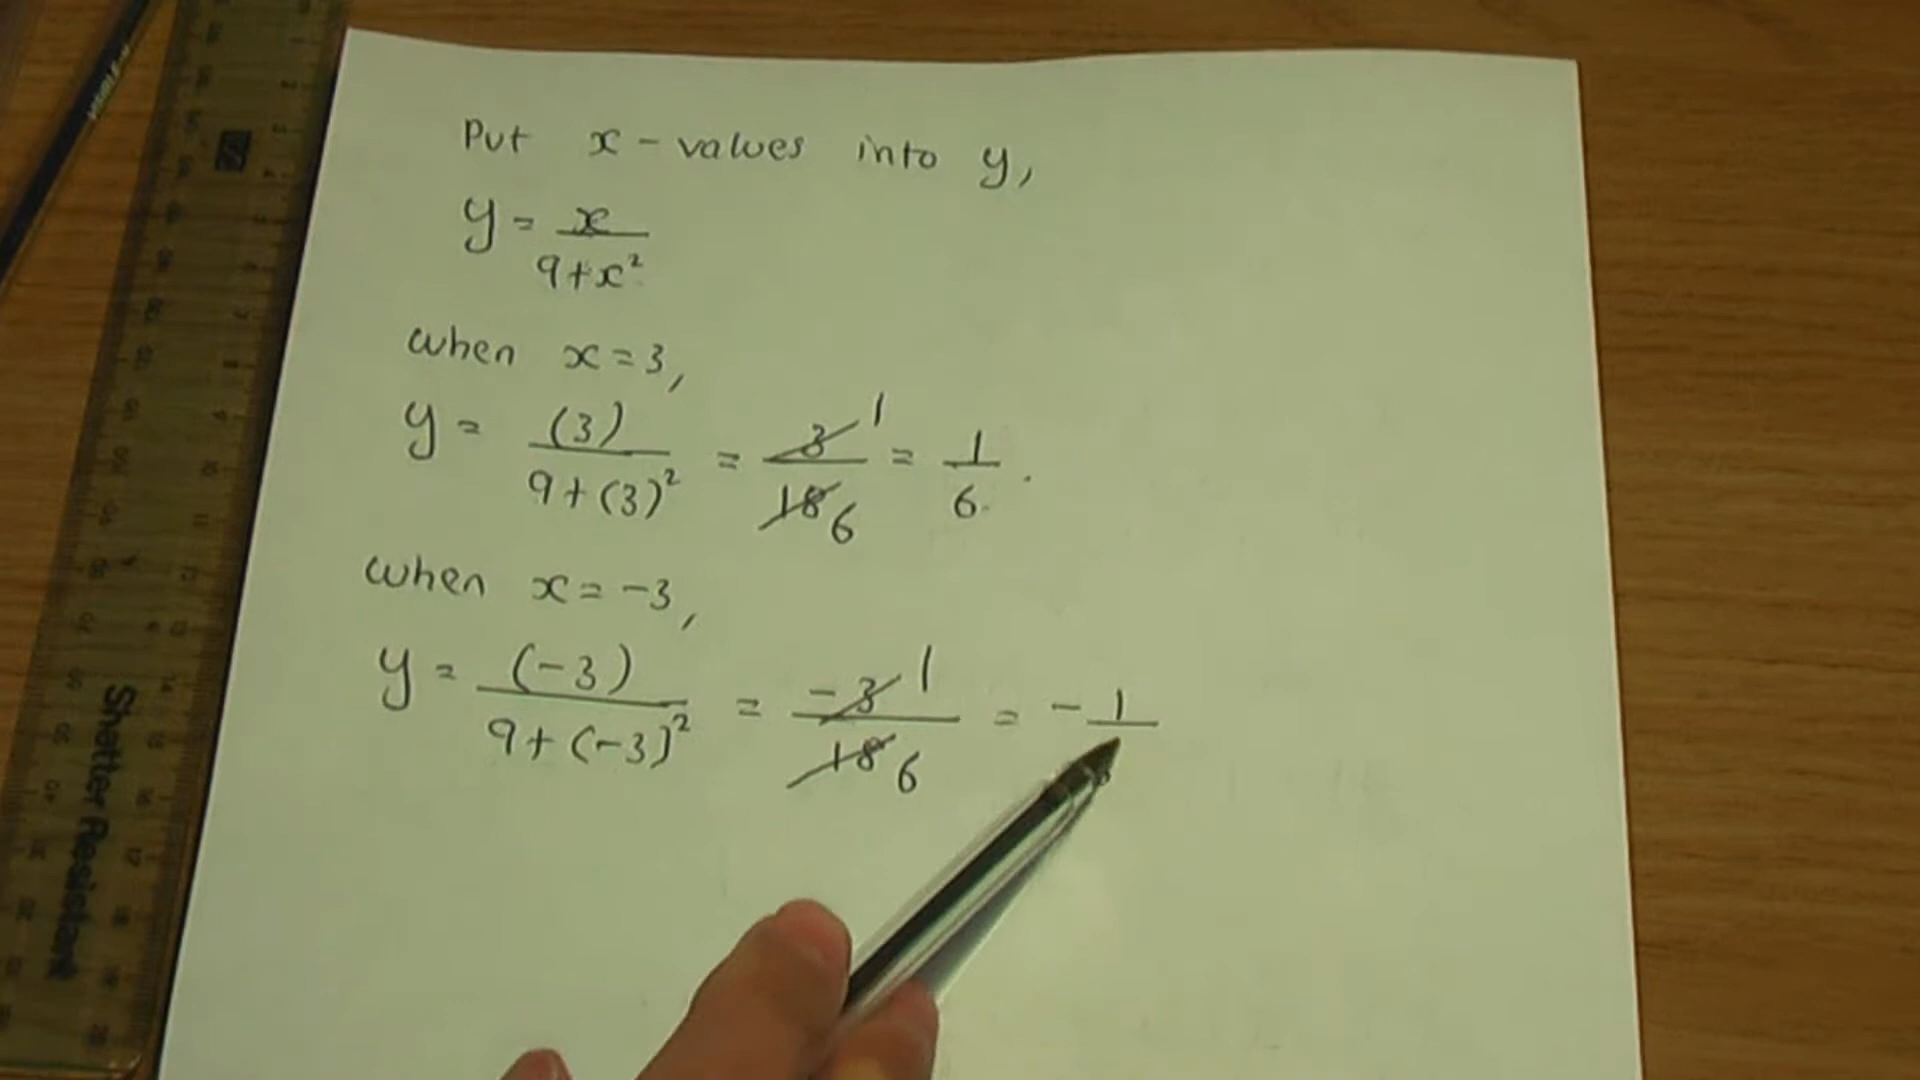 Put x-values into y,
y = x / 9+x²
when x = 3,
y = (3) / 9+(3)² = 3 1 / 18 6 = 1 / 6.
when x = -3,
y = (-3) / 9+(-3)² = -3 1 / 18 6 = - 1 /
Shatter Resistant